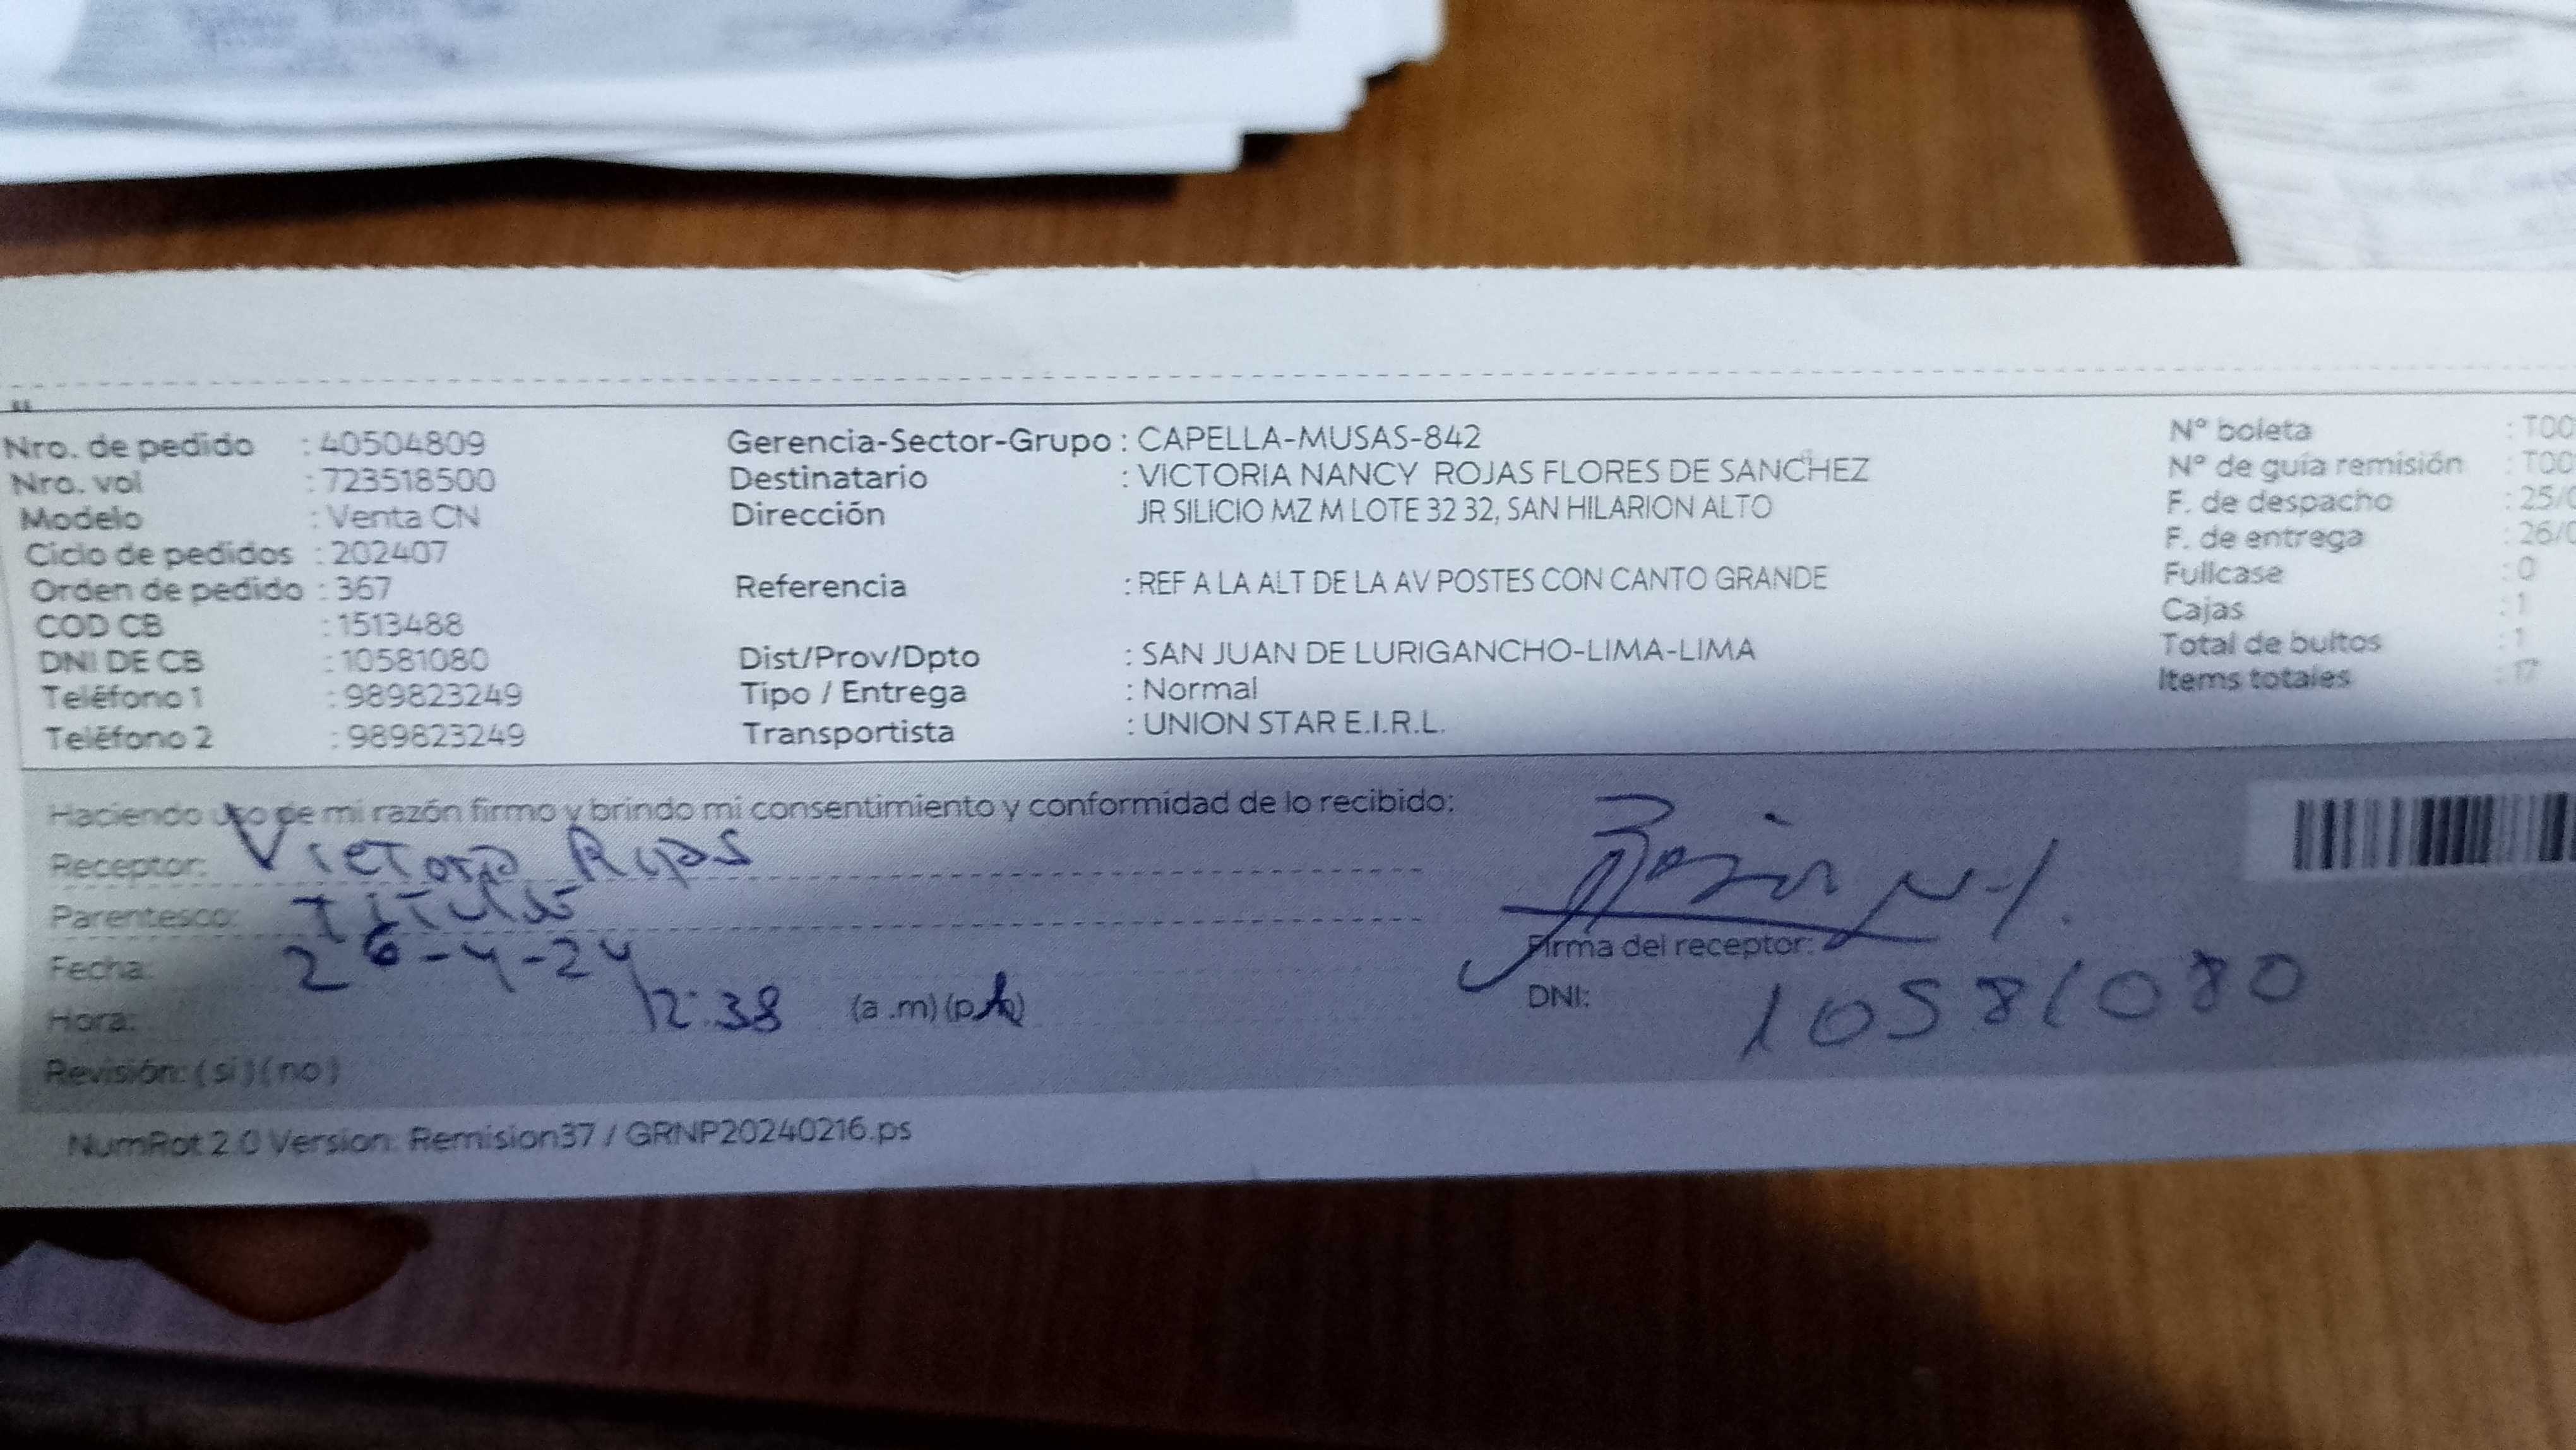 Nro. de pedido : 40504809 Gerencia-Sector-Grupo : CAPELLA-MUSAS-842 N° boleta : T00
Nro. vol : 723518500 Destinatario : VICTORIA NANCY ROJAS FLORES DE SANCHEZ N° de guía remisión : T00
Modelo : Venta CN Dirección JR SILICIO MZ M LOTE 32 32, SAN HILARION ALTO F. de despacho : 25/0
Ciclo de pedidos : 202407 F. de entrega : 26/0
Orden de pedido : 367 Referencia : REF A LA ALT DE LA AV POSTES CON CANTO GRANDE Fullcase : 0
COD CB : 1513488 Cajas : 1
DNI DE CB : 10581080 Dist/Prov/Dpto : SAN JUAN DE LURIGANCHO-LIMA-LIMA Total de bultos : 1
Teléfono 1 : 989823249 Tipo / Entrega : Normal Items totales : 17
Teléfono 2 : 989823249 Transportista : UNION STAR E.I.R.L.
Haciendo uso de mi razón firmo y brindo mi consentimiento y conformidad de lo recibido:
Receptor: Victoria Rojas
Parentesco:
Fecha: 26-4-24 Firma del receptor:
Hora: 12:38 (a.m) (p.m) DNI: 10581080
Revisión: (si) (no)
NumRot 2.0 Version: Remision37 / GRNP20240216.ps